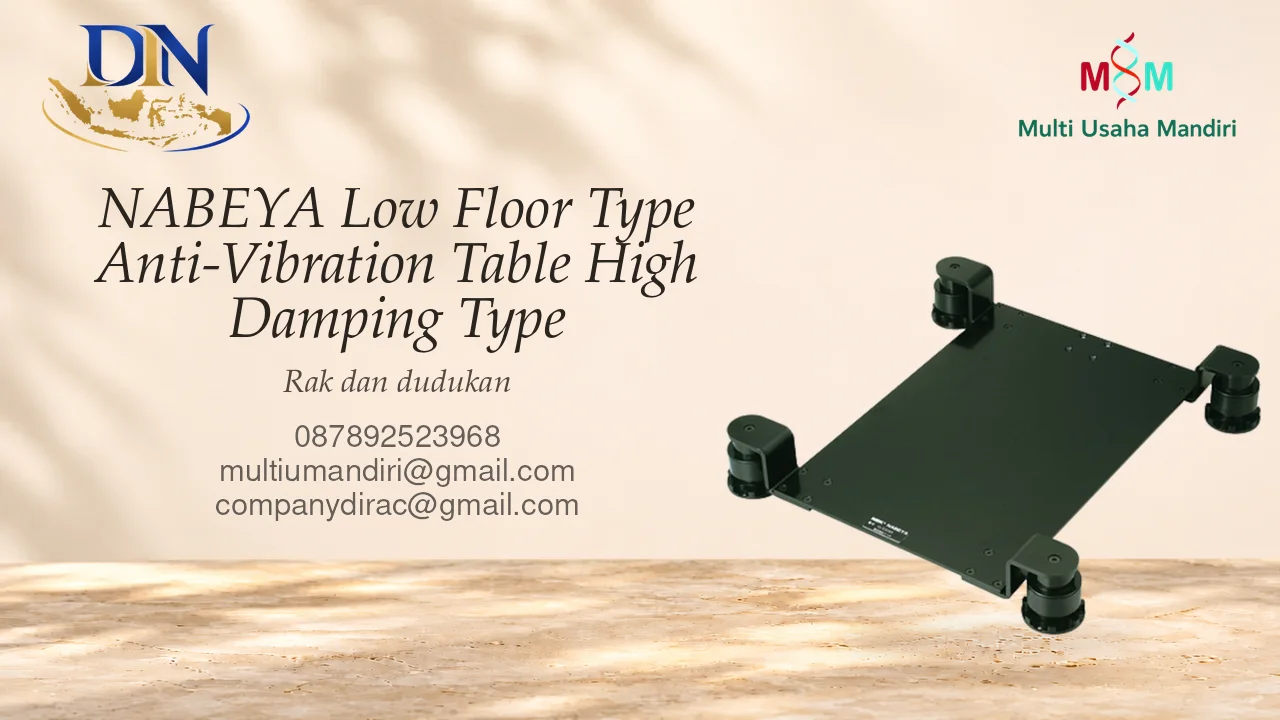 DN
M M
Multi Usaha Mandiri
NABEYA Low Floor Type
Anti-Vibration Table High
Damping Type
Rak dan dudukan
087892523968
multiumandiri@gmail.com
companydirac@gmail.com
NABEYA